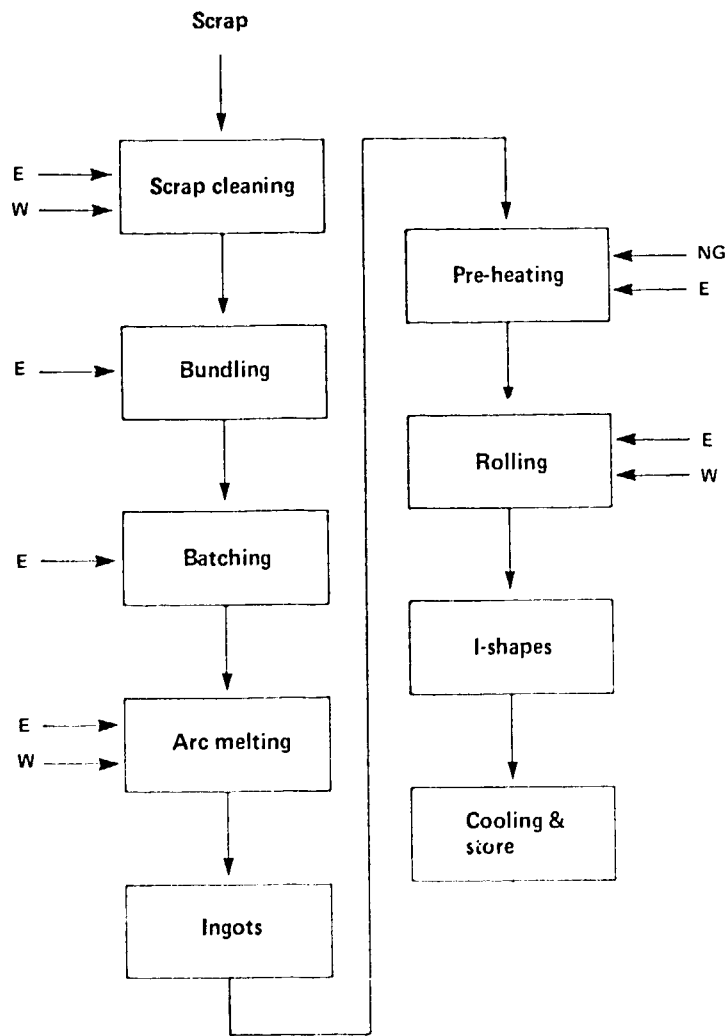 Scrap
E
W
Scrap cleaning
E
Bundling
E
Batching
E
W
Arc melting
Ingots
Pre-heating
NG
E
Rolling
E
W
I-shapes
Cooling &
store